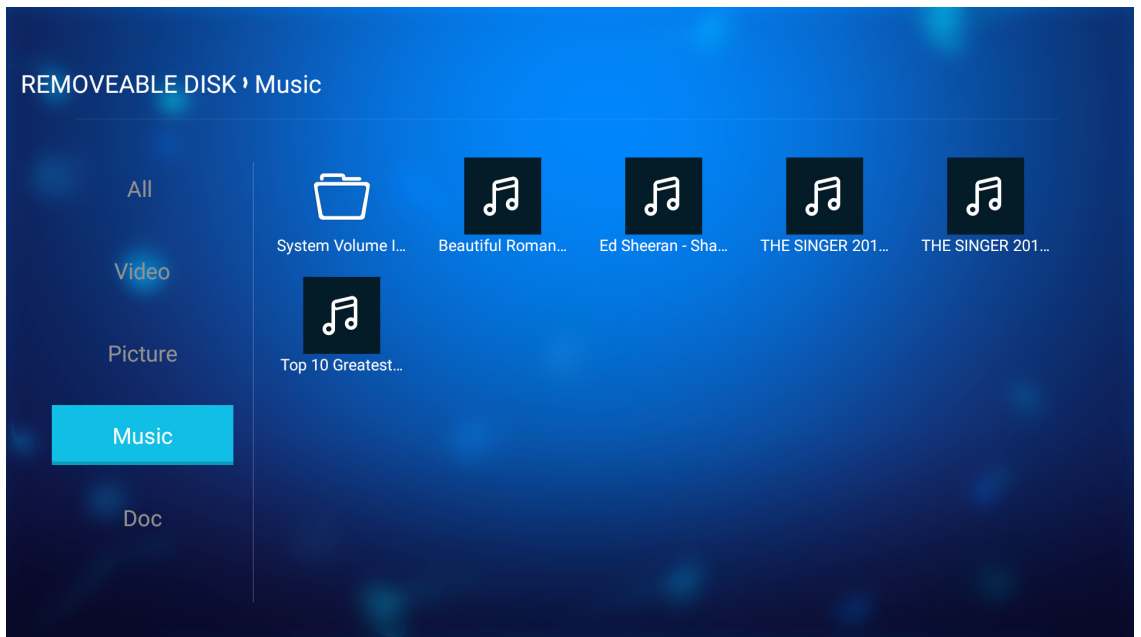 REMOVEABLE DISK Music
All
Video
Picture
Music
Doc
System Volume I...
Beautiful Roman...
Ed Sheeran - Sha...
THE SINGER 201...
THE SINGER 201...
Top 10 Greatest...